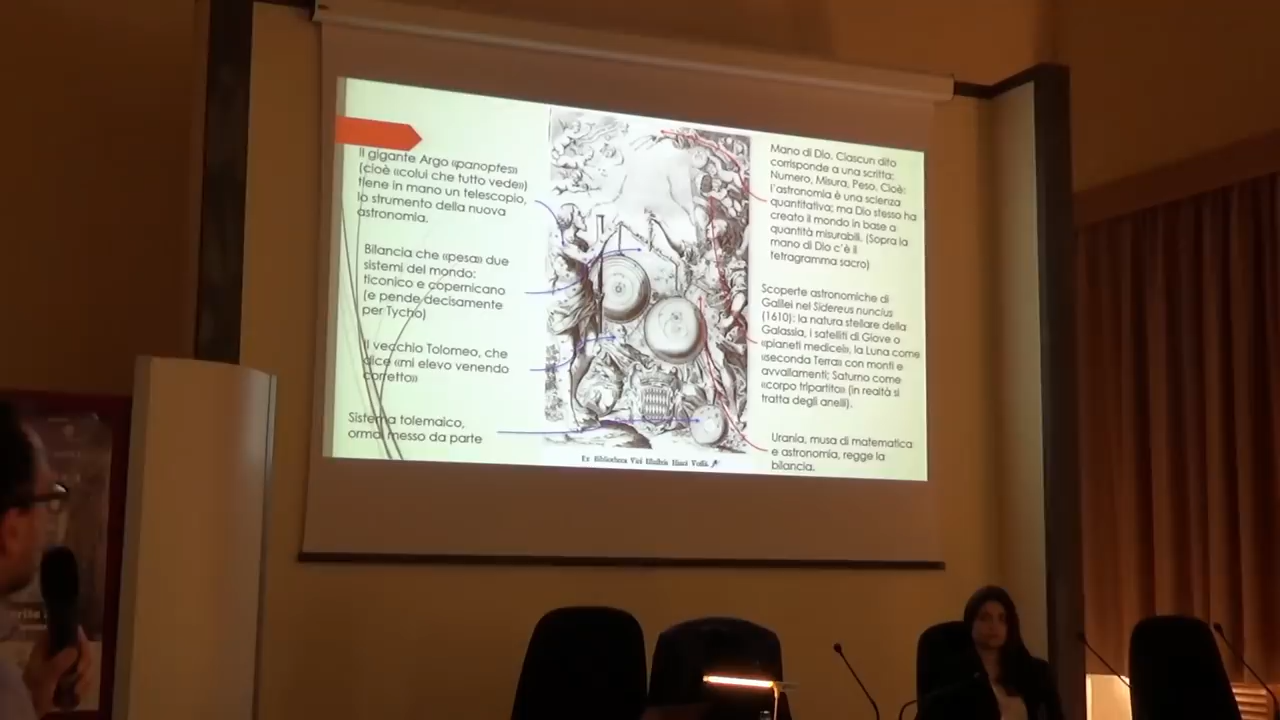 Il gigante Argo «panoptes»
(cioè «colui che tutto vede»)
tiene in mano un telescopio,
lo strumento della nuova
astronomia.
Bilancia che «pesa» due
sistemi del mondo:
ticonico e copernicano
(e pende decisamente
per Tycho)
Il vecchio Tolomeo, che
dice «mi elevo venendo
corretto»
Sistema tolemaico,
ormai messo da parte
Ex Bibliotheca Viri Illustris Isaci Vossii.
Mano di Dio. Ciascun dito
corrisponde a una scritta:
Numero, Misura, Peso. Cioè:
l'astronomia è una scienza
quantitativa; ma Dio stesso ha
creato il mondo in base a
quantità misurabili. (Sopra la
mano di Dio c'è il
tetragramma sacro)
Scoperte astronomiche di
Galilei nel Sidereus nuncius
(1610): la natura stellare della
Galassia, i satelliti di Giove o
«pianeti medicei», la Luna come
«seconda Terra» con monti e
avvallamenti; Saturno come
«corpo tripartito» (in realtà si
tratta degli anelli).
Urania, musa di matematica
e astronomia, regge la
bilancia.